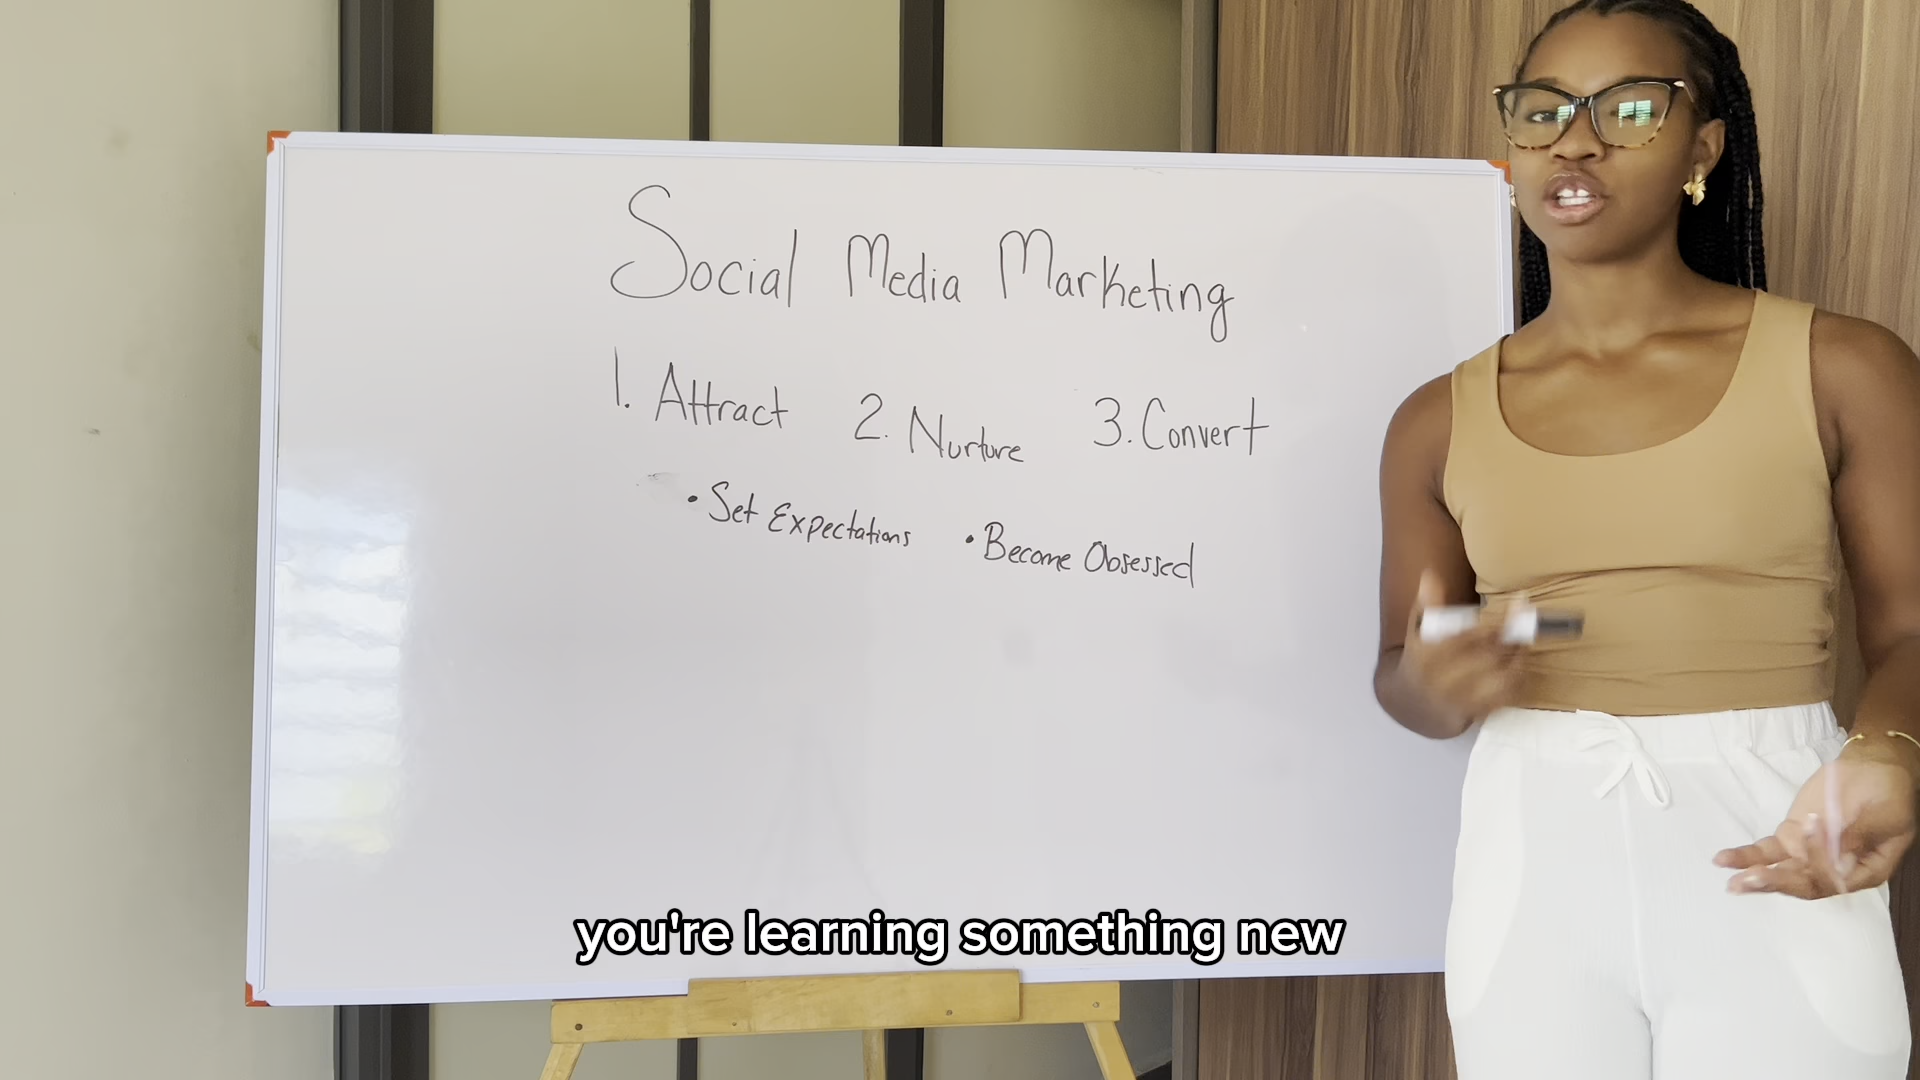 Social Media Marketing
1. Attract 2. Nurture 3. Convert
• Set Expectations • Become Obsessed
you're learning something new